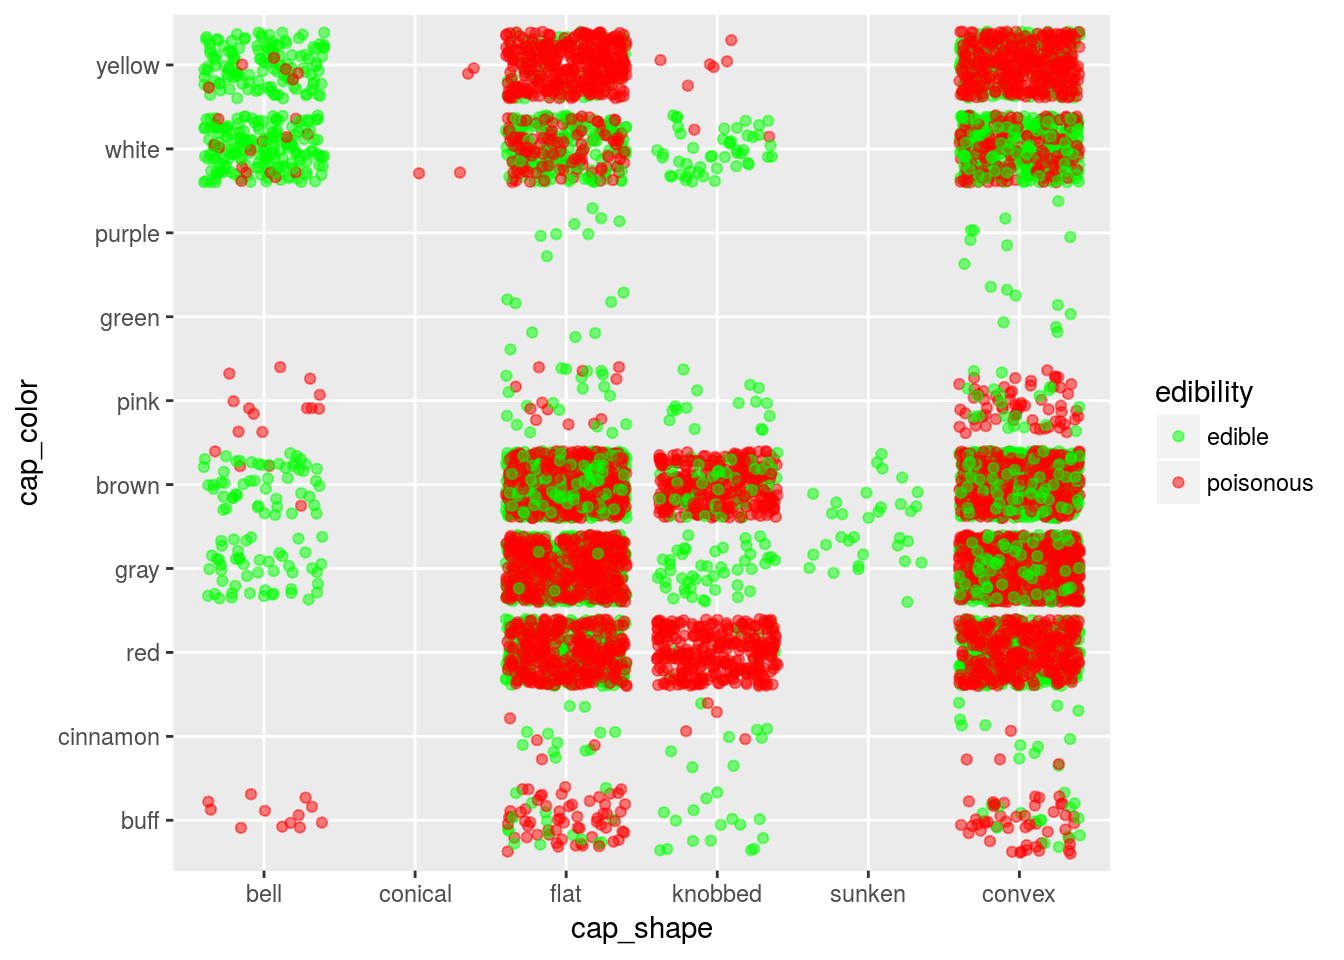 yellow
white
purple
green
pink
brown
gray
red
cinnamon
buff
cap_color
bell conical flat knobbed sunken convex
cap_shape
edibility
edible
poisonous